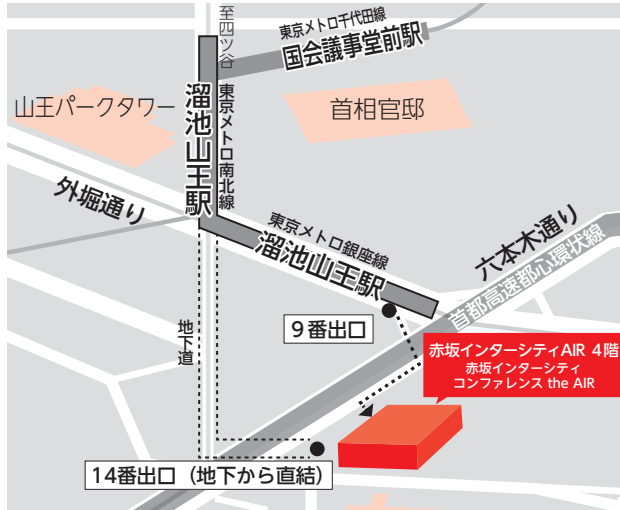 至四ツ谷
東京メトロ千代田線
国会議事堂前駅
山王パークタワー
溜池山王駅
東京メトロ南北線
首相官邸
外堀通り
東京メトロ銀座線
溜池山王駅
六本木通り
首都高速都心環状線
地下道
9番出口
赤坂インターシティAIR 4階
赤坂インターシティ
コンファレンス the AIR
14番出口（地下から直結）